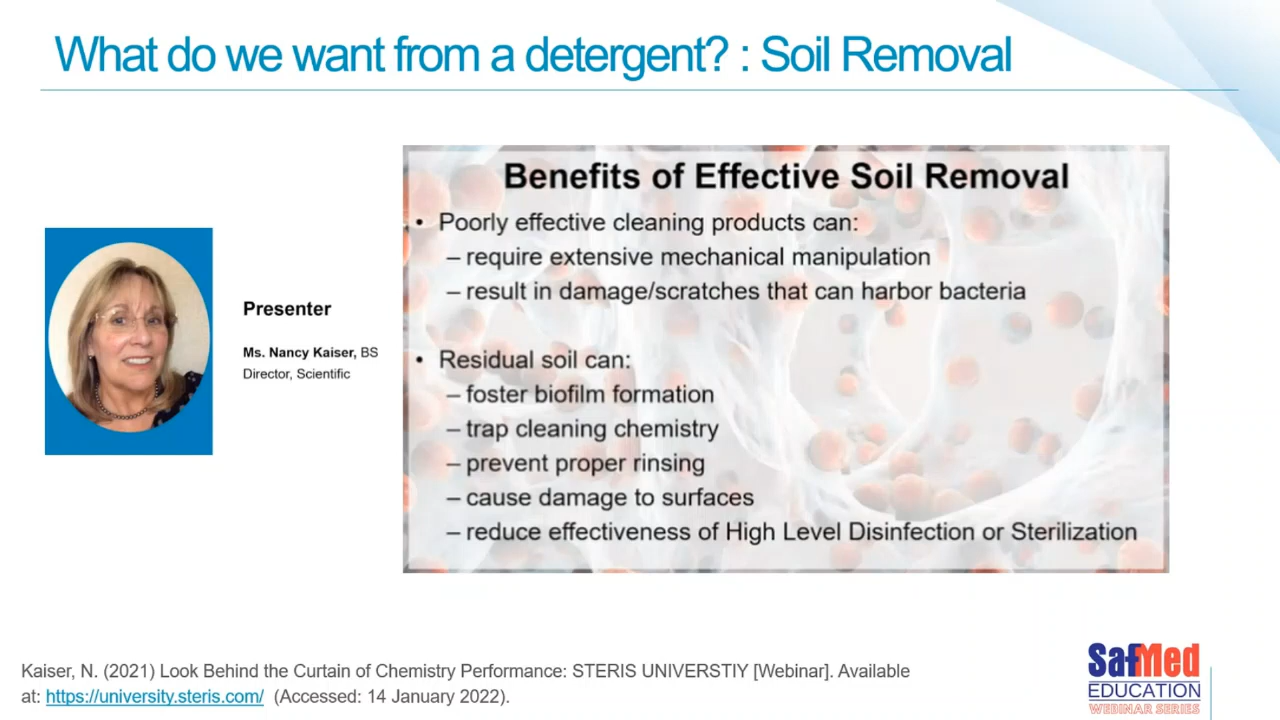 What do we want from a detergent? : Soil Removal
Presenter
Ms. Nancy Kaiser, BS
Director, Scientific
Benefits of Effective Soil Removal
• Poorly effective cleaning products can:
– require extensive mechanical manipulation
– result in damage/scratches that can harbor bacteria
• Residual soil can:
– foster biofilm formation
– trap cleaning chemistry
– prevent proper rinsing
– cause damage to surfaces
– reduce effectiveness of High Level Disinfection or Sterilization
Kaiser, N. (2021) Look Behind the Curtain of Chemistry Performance: STERIS UNIVERSTIY [Webinar]. Available
at: https://university.steris.com/ (Accessed: 14 January 2022).
SafMed
EDUCATION
WEBINAR SERIES